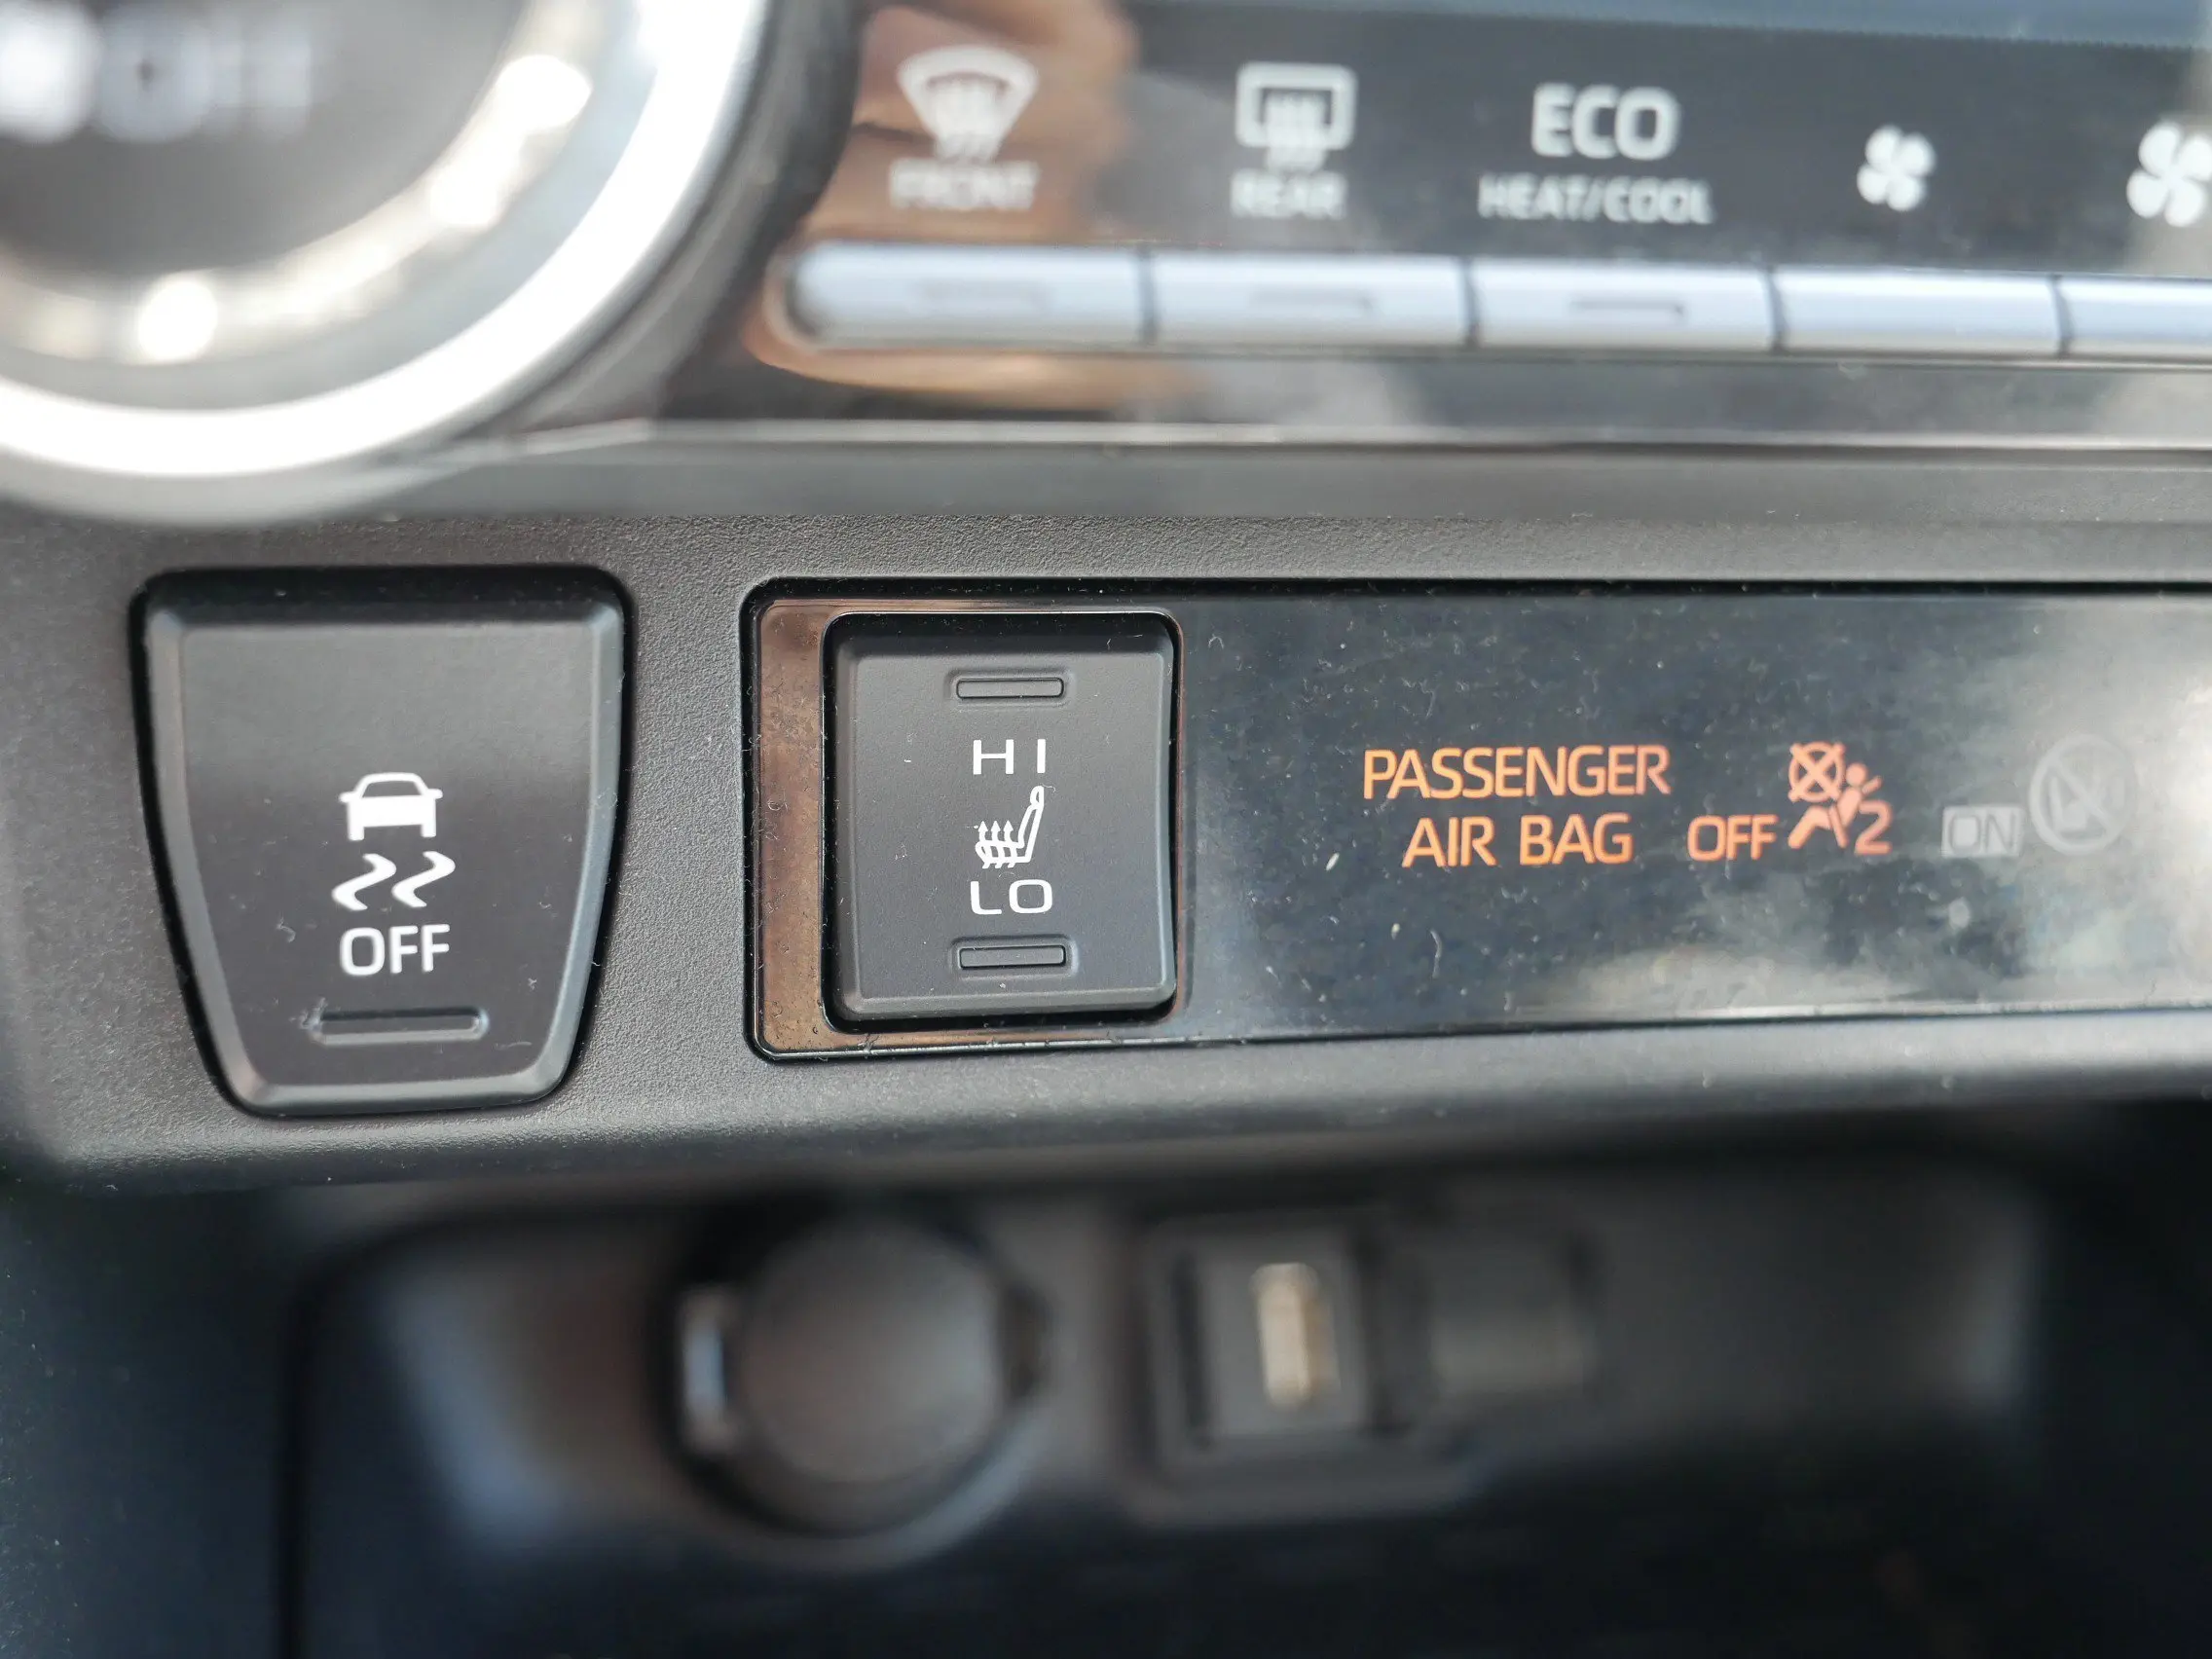 FRONT
REAR
ECO
HEAT/COOL
OFF
HI
LO
PASSENGER
AIR BAG
OFF 2
ON